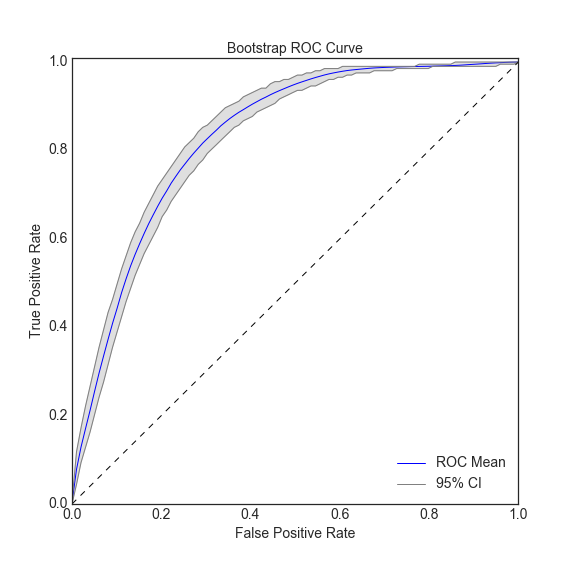 Bootstrap ROC Curve
1.0
0.8
0.6
0.4
0.2
0.0
True Positive Rate
0.0 0.2 0.4 0.6 0.8 1.0
False Positive Rate
ROC Mean
95% CI